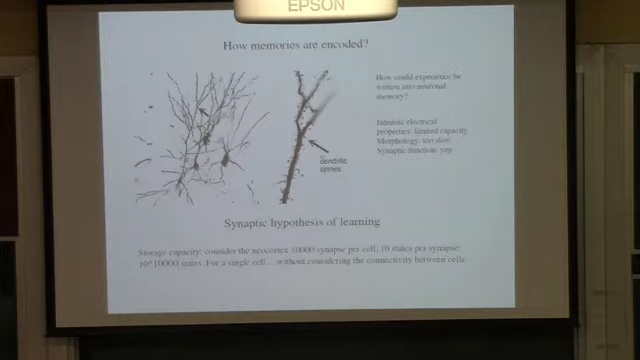 EPSON
How memories are encoded?
How could experience be
written into neuronal
memory?
Intrinsic electrical
properties: limited capacity
Morphology: too slow
Synaptic function: yep
dendritic
spines
Synaptic hypothesis of learning
Storage capacity: consider the neocortex 10000 synapse per cell, 10 states per synapse:
10^10000 states. For a single cell… without considering the connectivity between cells